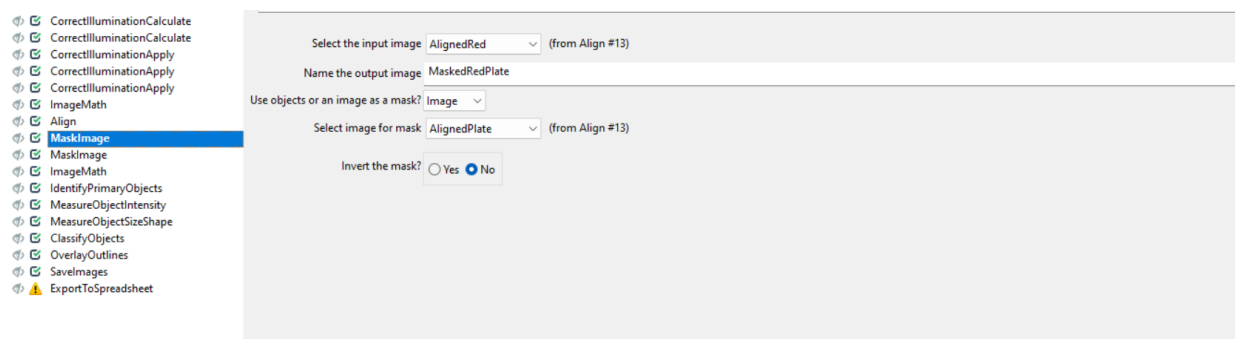 CorrectIlluminationCalculate
CorrectIlluminationCalculate
CorrectIlluminationApply
CorrectIlluminationApply
CorrectIlluminationApply
ImageMath
Align
MaskImage
MaskImage
ImageMath
IdentifyPrimaryObjects
MeasureObjectIntensity
MeasureObjectSizeShape
ClassifyObjects
OverlayOutlines
SaveImages
ExportToSpreadsheet
Select the input image AlignedRed (from Align #13)
Name the output image MaskedRedPlate
Use objects or an image as a mask? Image
Select image for mask AlignedPlate (from Align #13)
Invert the mask? Yes No